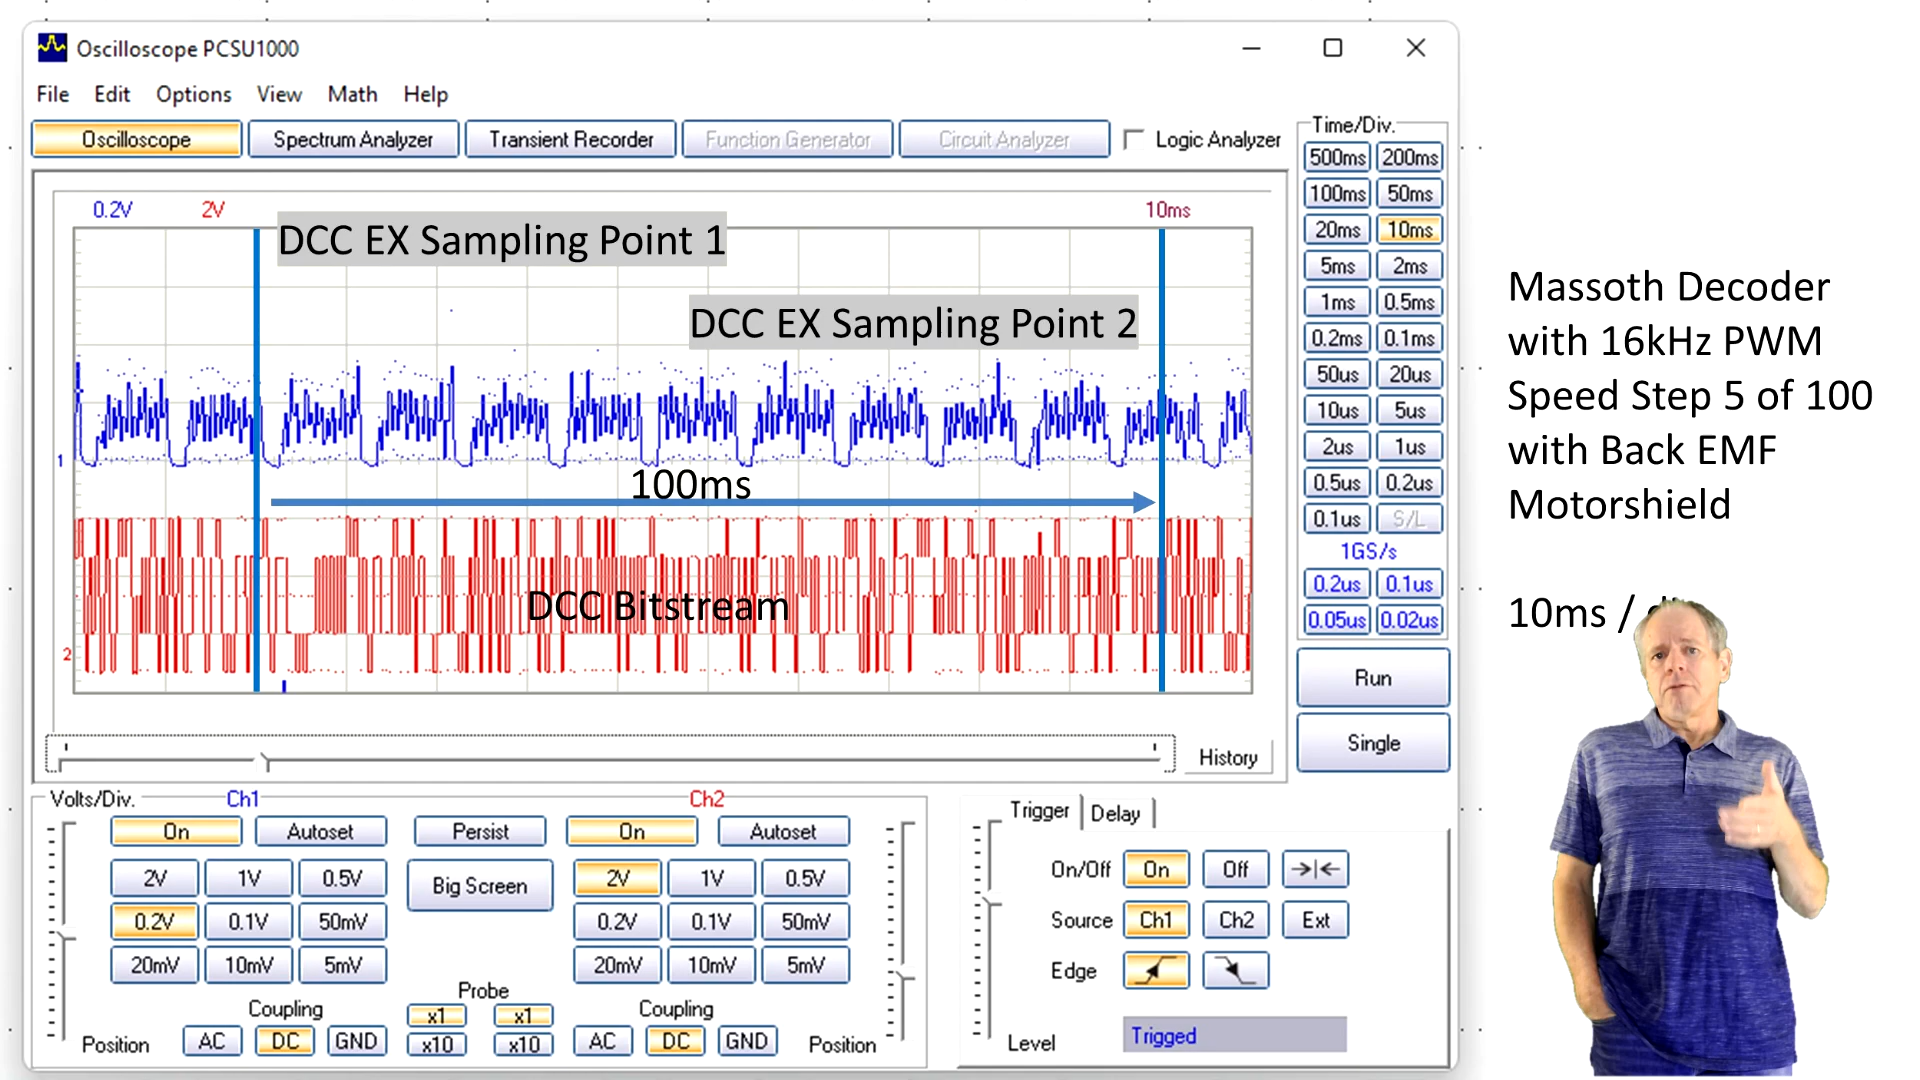 Oscilloscope PCSU1000
File Edit Options View Math Help
Oscilloscope Spectrum Analyzer Transient Recorder Function Generator Circuit Analyzer Logic Analyzer
0.2V 2V 10ms
DCC EX Sampling Point 1
DCC EX Sampling Point 2
1
100ms
DCC Bitstream
2
History
Time/Div.
500ms 200ms
100ms 50ms
20ms 10ms
5ms 2ms
1ms 0.5ms
0.2ms 0.1ms
50us 20us
10us 5us
2us 1us
0.5us 0.2us
0.1us S/L
1GS/s
0.2us 0.1us
0.05us 0.02us
Run
Single
Massoth Decoder
with 16kHz PWM
Speed Step 5 of 100
with Back EMF
Motorshield
10ms /
Volts/Div. Ch1 Ch2
On Autoset Persist On Autoset
2V 1V 0.5V Big Screen 2V 1V 0.5V
0.2V 0.1V 50mV 0.2V 0.1V 50mV
20mV 10mV 5mV 20mV 10mV 5mV
Coupling Probe Coupling
x1 x1
Position AC DC GND x10 x10 AC DC GND Position
Trigger Delay
On/Off On Off
Source Ch1 Ch2 Ext
Edge
Level Trigged